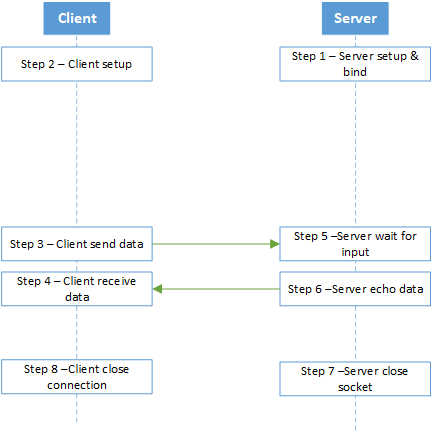 Client
Server
Step 2 – Client setup
Step 1 – Server setup &
bind
Step 3 – Client send data
Step 5 –Server wait for
input
Step 4 – Client receive
data
Step 6 –Server echo data
Step 8 –Client close
connection
Step 7 –Server close
socket